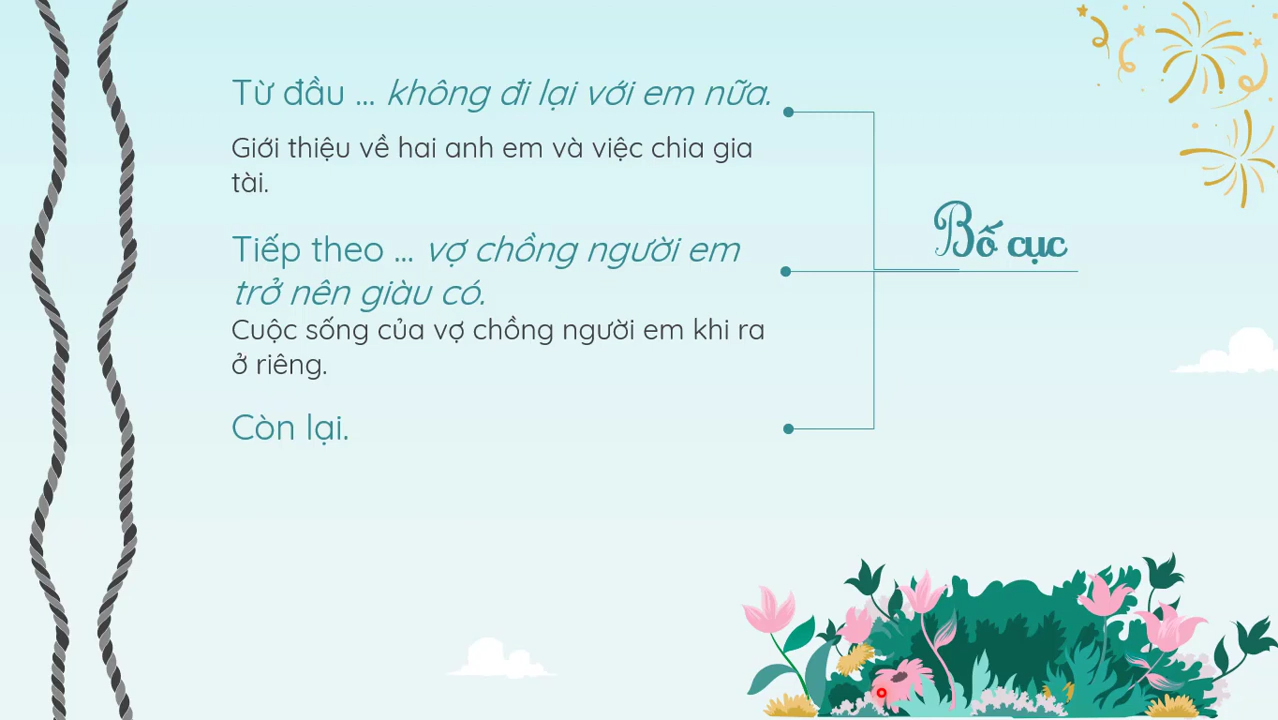 Từ đầu ... không đi lại với em nữa.
Giới thiệu về hai anh em và việc chia gia
tài.
Tiếp theo ... vợ chồng người em
trở nên giàu có.
Cuộc sống của vợ chồng người em khi ra
ở riêng.
Còn lại.
Bố cục